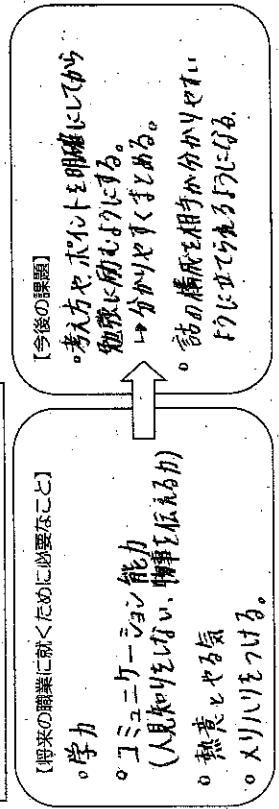 【将来の職業に就くために必要なこと】
○学力
○コミュニケーション能力
(人見知りをしない、物事を伝える力)
○熱意とやる気
○メリハリをつける。
【今後の課題】
○考え方やポイントを明確にしてから
勉強に励むようにする。
↳分かりやすくまとめる。
○話の構成を相手が分かりやすい
ように立てられるようになる。